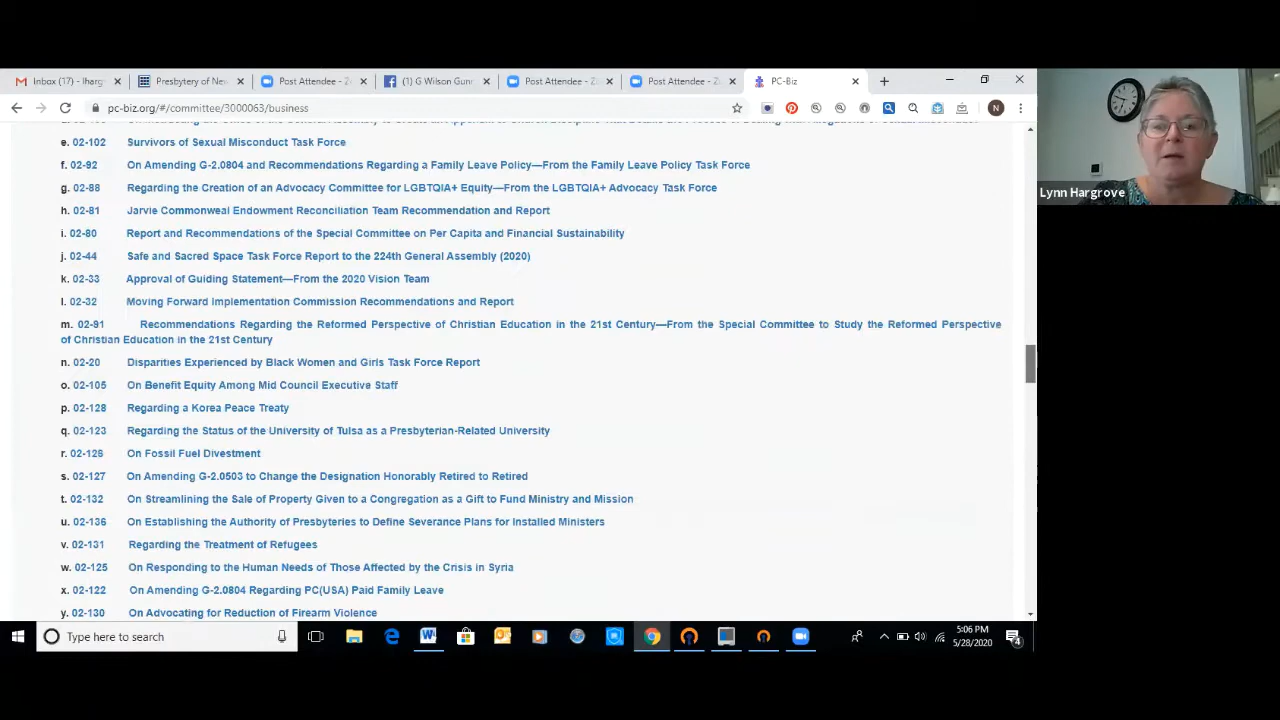 Inbox (17) - lharg
Presbytery of New
Post Attendee - Zo
(1) G Wilson Gunn
Post Attendee - Zo
Post Attendee - Zo
PC-Biz
pc-biz.org/#/committee/3000063/business
N
e. 02-102 Survivors of Sexual Misconduct Task Force
f. 02-92 On Amending G-2.0804 and Recommendations Regarding a Family Leave Policy—From the Family Leave Policy Task Force
g. 02-88 Regarding the Creation of an Advocacy Committee for LGBTQIA+ Equity—From the LGBTQIA+ Advocacy Task Force
h. 02-81 Jarvie Commonweal Endowment Reconciliation Team Recommendation and Report
i. 02-80 Report and Recommendations of the Special Committee on Per Capita and Financial Sustainability
j. 02-44 Safe and Sacred Space Task Force Report to the 224th General Assembly (2020)
k. 02-33 Approval of Guiding Statement—From the 2020 Vision Team
l. 02-32 Moving Forward Implementation Commission Recommendations and Report
m. 02-91 Recommendations Regarding the Reformed Perspective of Christian Education in the 21st Century—From the Special Committee to Study the Reformed Perspective
of Christian Education in the 21st Century
n. 02-20 Disparities Experienced by Black Women and Girls Task Force Report
o. 02-105 On Benefit Equity Among Mid Council Executive Staff
p. 02-128 Regarding a Korea Peace Treaty
q. 02-123 Regarding the Status of the University of Tulsa as a Presbyterian-Related University
r. 02-126 On Fossil Fuel Divestment
s. 02-127 On Amending G-2.0503 to Change the Designation Honorably Retired to Retired
t. 02-132 On Streamlining the Sale of Property Given to a Congregation as a Gift to Fund Ministry and Mission
u. 02-136 On Establishing the Authority of Presbyteries to Define Severance Plans for Installed Ministers
v. 02-131 Regarding the Treatment of Refugees
w. 02-125 On Responding to the Human Needs of Those Affected by the Crisis in Syria
x. 02-122 On Amending G-2.0804 Regarding PC(USA) Paid Family Leave
y. 02-130 On Advocating for Reduction of Firearm Violence
Lynn Hargrove
Type here to search
5:06 PM
5/28/2020
4